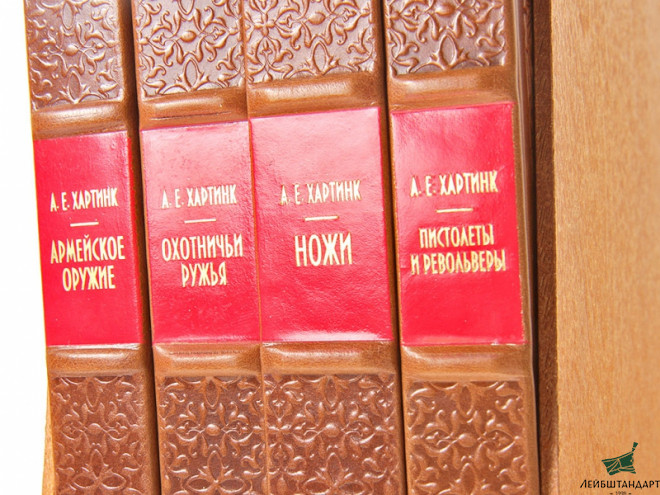 А. Е. ХАРТИНК
АРМЕЙСКОЕ
ОРУЖИЕ
А. Е. ХАРТИНК
ОХОТНИЧЬИ
РУЖЬЯ
А. Е. ХАРТИНК
НОЖИ
А. Е. ХАРТИНК
ПИСТОЛЕТЫ
И РЕВОЛЬВЕРЫ
ЛЕЙБШТАНДАРТ